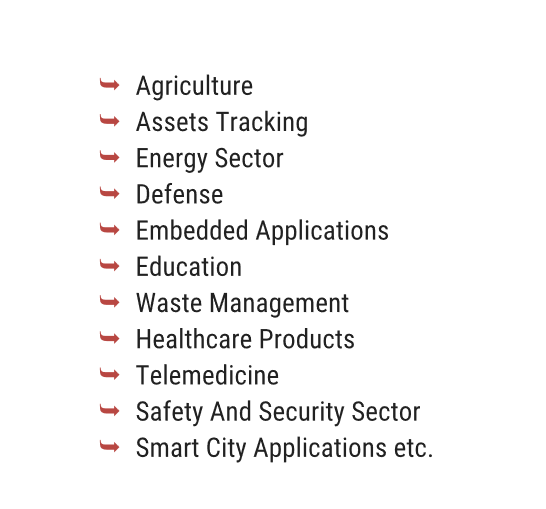 Agriculture
Assets Tracking
Energy Sector
Defense
Embedded Applications
Education
Waste Management
Healthcare Products
Telemedicine
Safety And Security Sector
Smart City Applications etc.